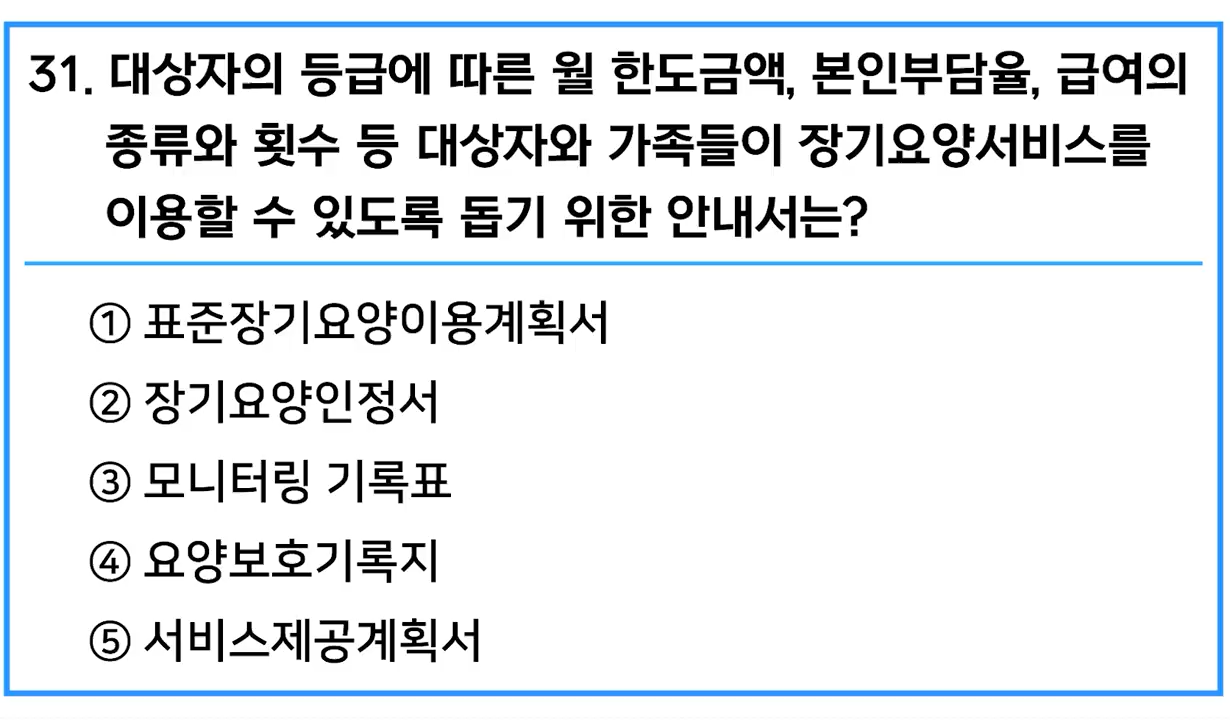 31. 대상자의 등급에 따른 월 한도금액, 본인부담율, 급여의
종류와 횟수 등 대상자와 가족들이 장기요양서비스를
이용할 수 있도록 돕기 위한 안내서는?
① 표준장기요양이용계획서
② 장기요양인정서
③ 모니터링 기록표
④ 요양보호기록지
⑤ 서비스제공계획서